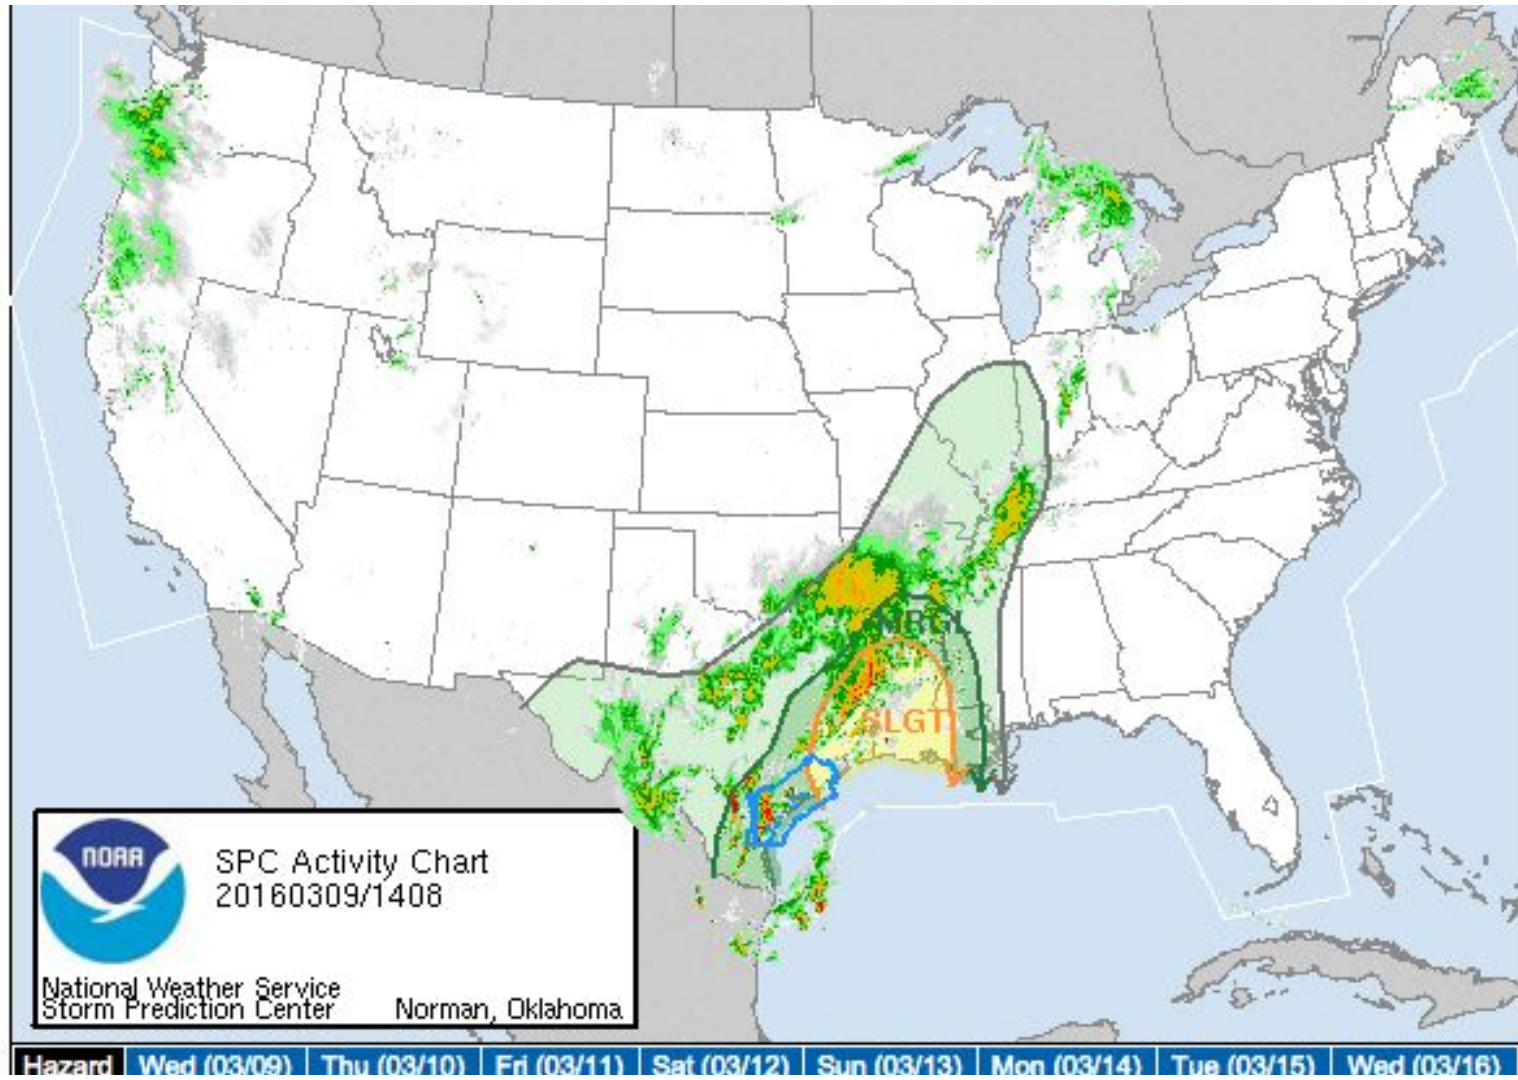 MRGL
SLGT
NOAA
SPC Activity Chart
20160309/1408
National Weather Service
Storm Prediction Center Norman, Oklahoma
Hazard Wed (03/09) Thu (03/10) Fri (03/11) Sat (03/12) Sun (03/13) Mon (03/14) Tue (03/15) Wed (03/16)